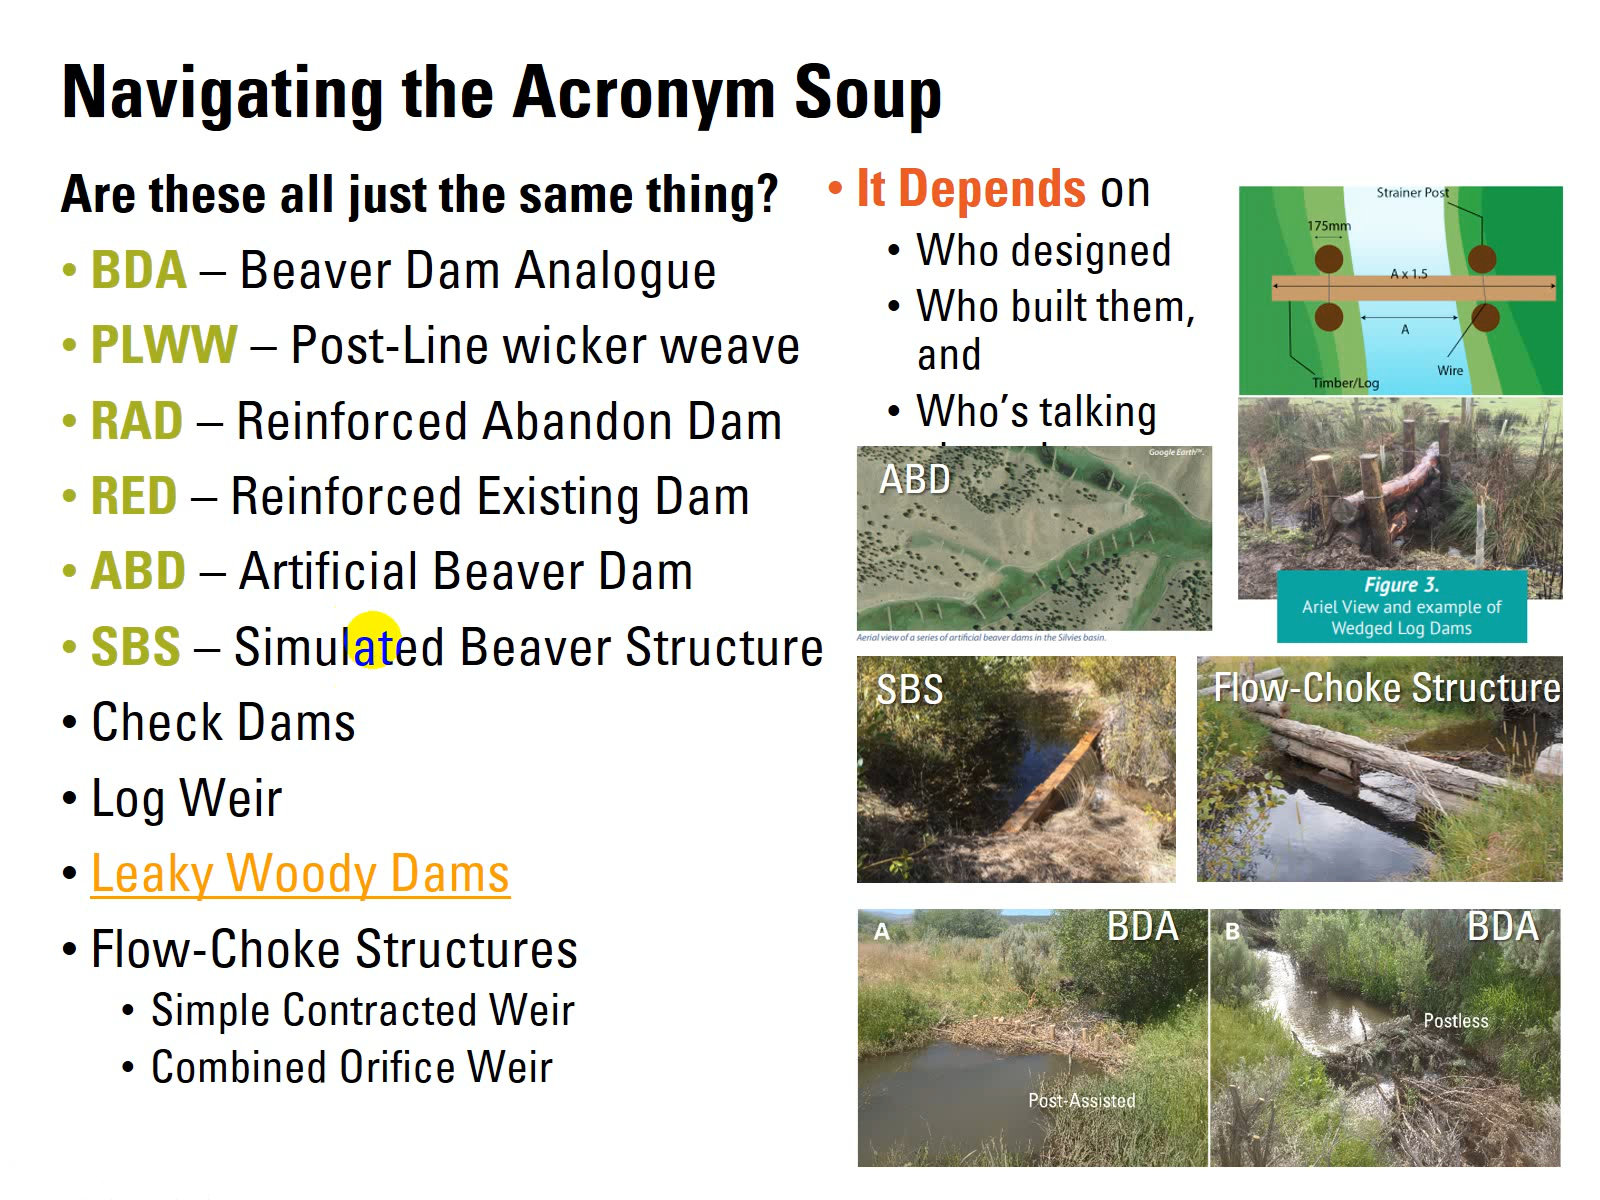 Navigating the Acronym Soup
Are these all just the same thing?
• BDA – Beaver Dam Analogue
• PLWW – Post-Line wicker weave
• RAD – Reinforced Abandon Dam
• RED – Reinforced Existing Dam
• ABD – Artificial Beaver Dam
• SBS – Simulated Beaver Structure
• Check Dams
• Log Weir
• Leaky Woody Dams
• Flow-Choke Structures
• Simple Contracted Weir
• Combined Orifice Weir
• It Depends on
• Who designed
• Who built them,
and
• Who's talking
Strainer Post
175mm
A x 1.5
A
Wire
Timber/Log
Figure 3.
Ariel View and example of
Wedged Log Dams
Google Earth™.
ABD
Aerial view of a series of artificial beaver dams in the Silvies basin.
SBS
Flow-Choke Structure
A
BDA
Post-Assisted
B
BDA
Postless